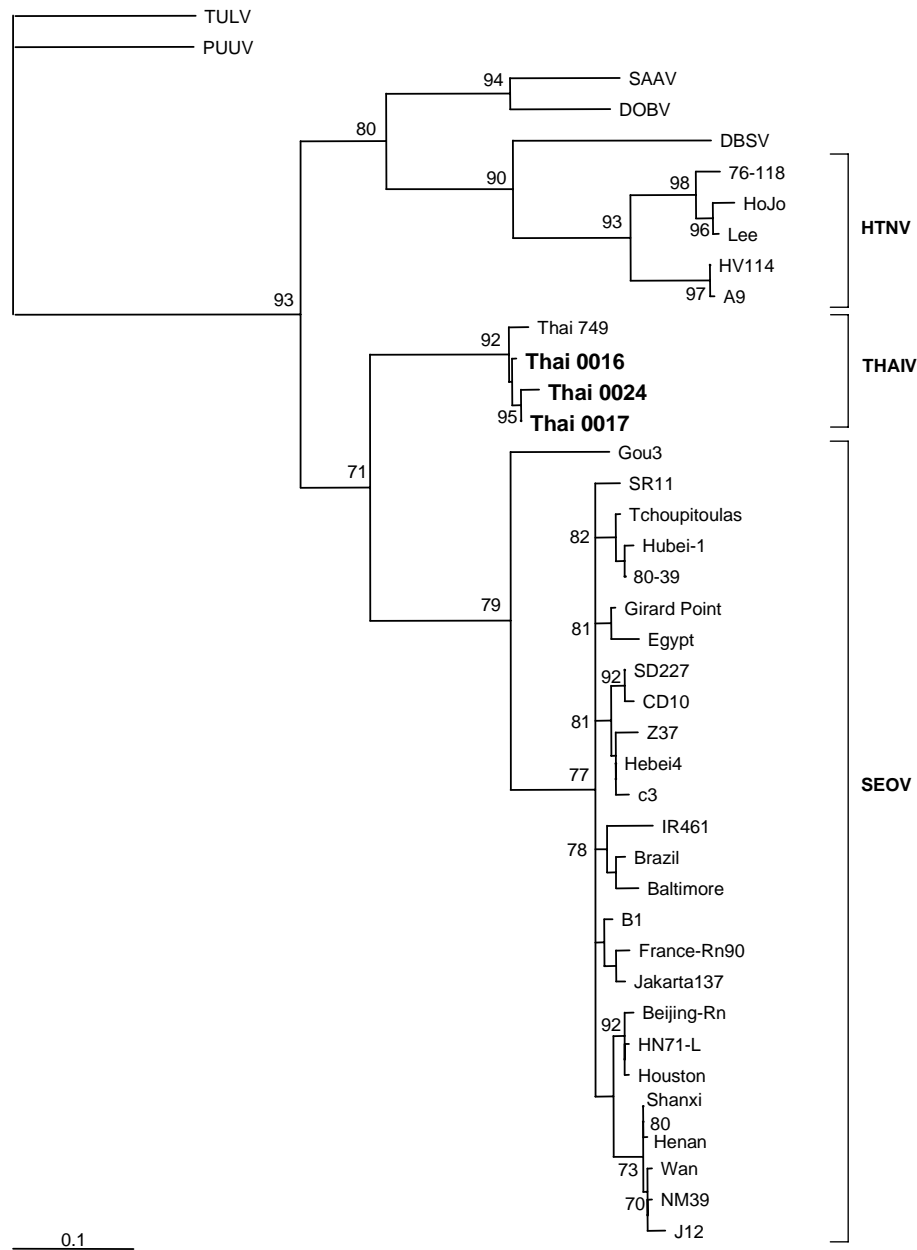 TULV
PUUV
94
SAAV
DOBV
80
DBSV
90
98
76-118
HoJo
96
Lee
93
HTNV
HV114
97
A9
93
92
Thai 749
Thai 0016
THAIV
Thai 0024
95
Thai 0017
71
Gou3
SR11
Tchoupitoulas
82
Hubei-1
80-39
79
Girard Point
81
Egypt
92
SD227
CD10
81
Z37
Hebei4
77
c3
SEOV
IR461
78
Brazil
Baltimore
B1
France-Rn90
Jakarta137
92
Beijing-Rn
HN71-L
Houston
Shanxi
80
Henan
73
Wan
70
NM39
J12
0.1